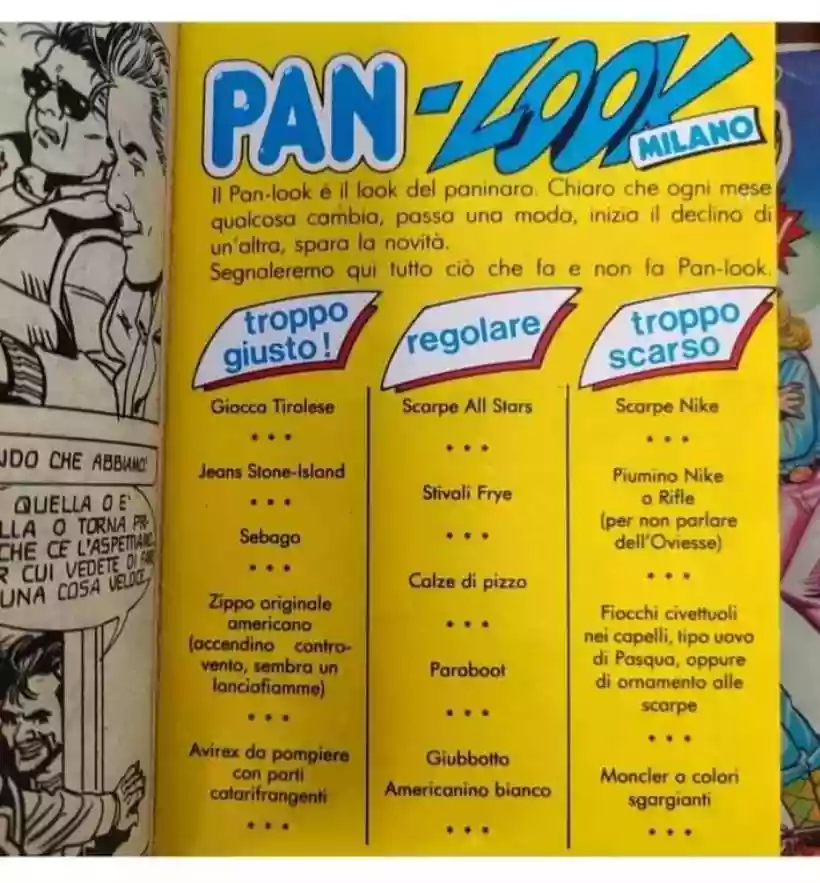 PAN-LOOK
MILANO
Il Pan-look è il look del paninaro. Chiaro che ogni mese
qualcosa cambia, passa una moda, inizia il declino di
un'altra, spara la novità.
Segnaleremo qui tutto ciò che fa e non fa Pan-look.
troppo
giusto!
Giacca Tirolese
Jeans Stone-Island
Sebago
Zippo originale
americano
(accendino contro-
vento, sembra un
lanciafiamme)
Avirex da pompiere
con parti
catarifrangenti
regolare
Scarpe All Stars
Stivali Frye
Calze di pizzo
Paraboot
Giubbotto
Americanino bianco
troppo
scarso
Scarpe Nike
Piumino Nike
o Rifle
(per non parlare
dell'Oviesse)
Fiocchi civettuoli
nei capelli, tipo uovo
di Pasqua, oppure
di ornamento alle
scarpe
Moncler a colori
sgargianti
NDO CHE ABBIAMO!
QUELLA O E'
LLA O TORNA PR-
CHE CE L'ASPETTIAMO
R CUI VEDETE DI FARE
UNA COSA VELOCE